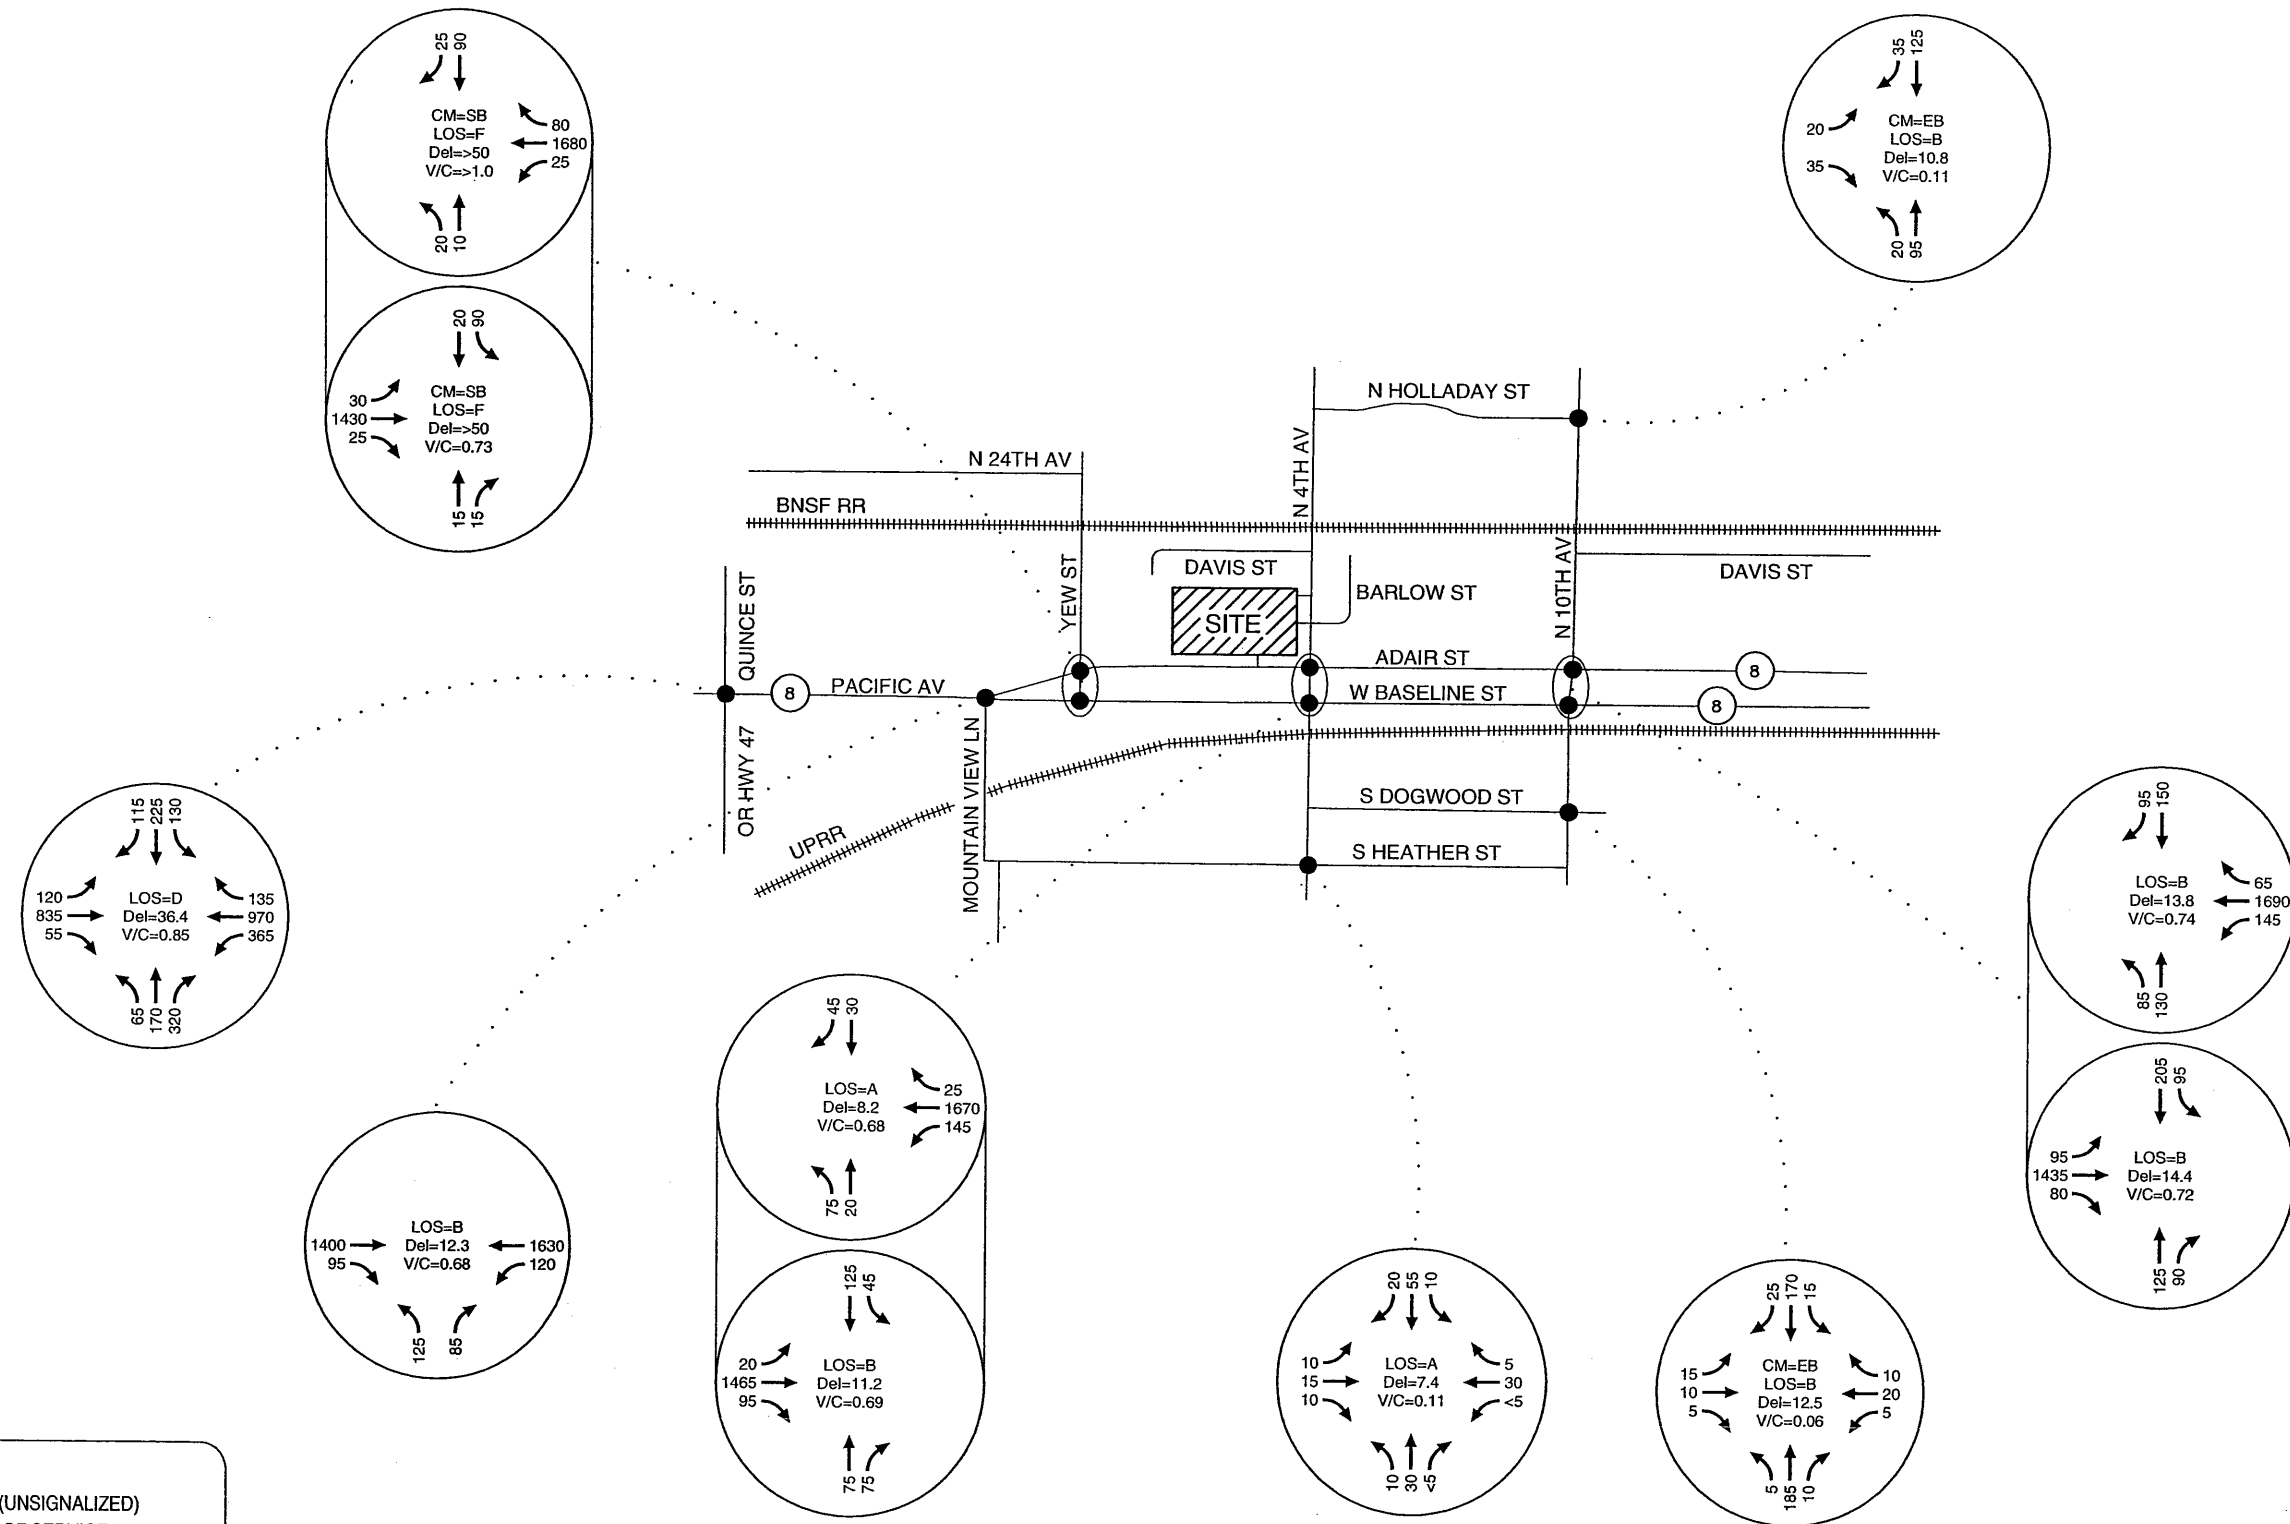 25
90
CM=SB
LOS=F
Del=>50
V/C=>1.0
80
1680
25
20
10
20
90
30
1430
25
CM=SB
LOS=F
Del=>50
V/C=0.73
15
15
35
125
20
35
CM=EB
LOS=B
Del=10.8
V/C=0.11
20
95
N HOLLADAY ST
N 4TH AV
N 24TH AV
BNSF RR
DAVIS ST
BARLOW ST
YEW ST
SITE
N 10TH AV
DAVIS ST
QUINCE ST
ADAIR ST
8
8
PACIFIC AV
W BASELINE ST
8
OR HWY 47
MOUNTAIN VIEW LN
UPRR
S DOGWOOD ST
S HEATHER ST
115
225
130
120
835
55
LOS=D
Del=36.4
V/C=0.85
135
970
365
65
170
320
1400
95
LOS=B
Del=12.3
V/C=0.68
1630
120
125
85
45
30
LOS=A
Del=8.2
V/C=0.68
25
1670
145
75
20
125
45
20
1465
95
LOS=B
Del=11.2
V/C=0.69
75
75
20
55
10
10
15
10
LOS=A
Del=7.4
V/C=0.11
5
30
<5
10
30
<5
25
170
15
15
10
5
CM=EB
LOS=B
Del=12.5
V/C=0.06
10
20
5
5
185
10
95
150
LOS=B
Del=13.8
V/C=0.74
65
1690
145
85
130
205
95
95
1435
80
LOS=B
Del=14.4
V/C=0.72
125
90
(UNSIGNALIZED)